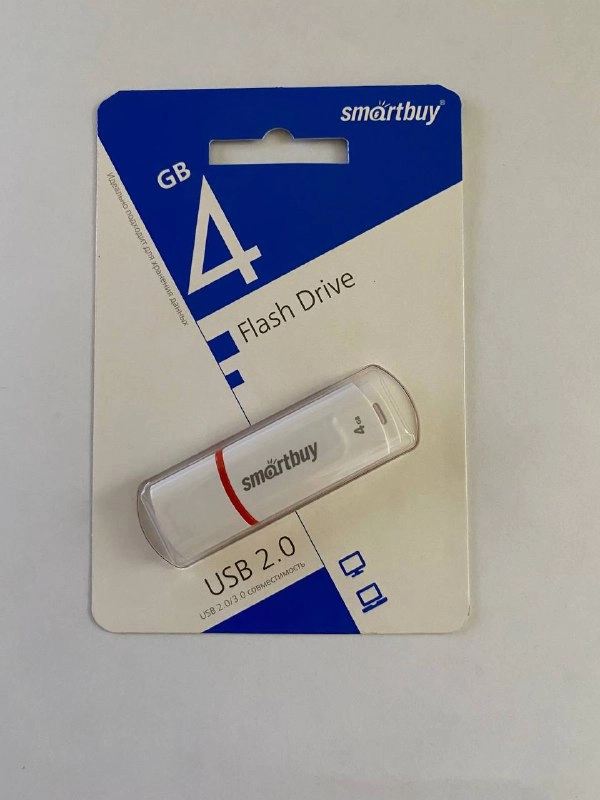 smartbuy®
GB
4
Идеально подходит для хранения данных
Flash Drive
smartbuy
4 GB
USB 2.0
USB 2.0/3.0 совместимость